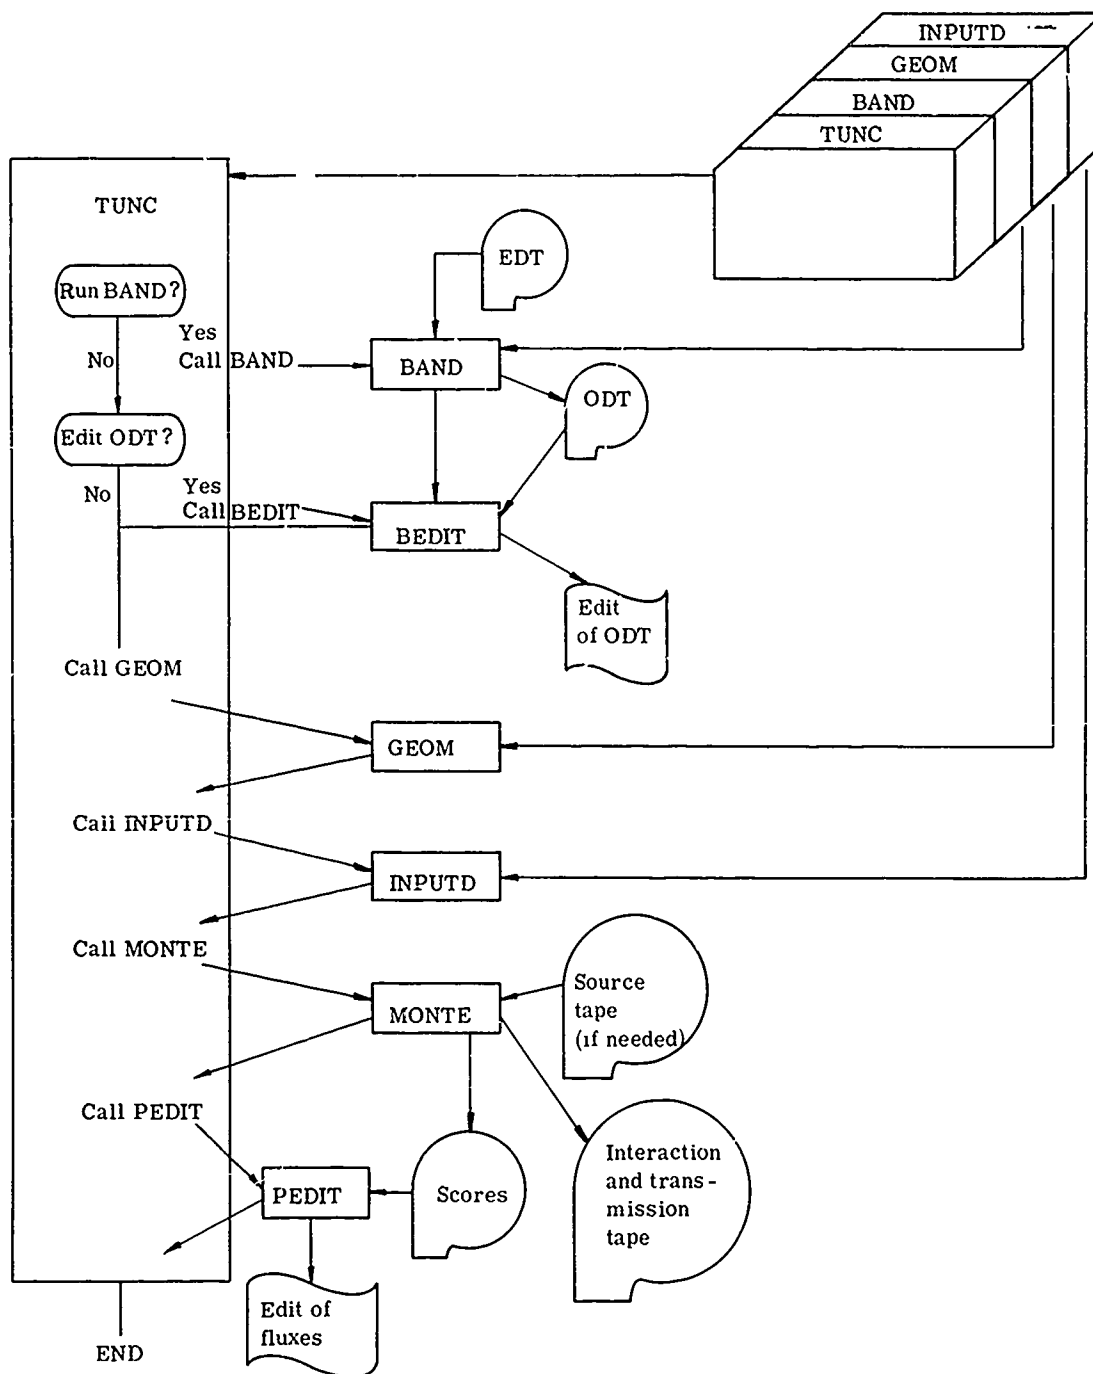 INPUTD
GEOM
BAND
TUNC
TUNC
EDT
Run BAND?
Yes
No
Call BAND
BAND
ODT
Edit ODT?
No
Yes
Call BEDIT
BEDIT
Edit
of ODT
Call GEOM
GEOM
Call INPUTD
INPUTD
Call MONTE
MONTE
Source
tape
(if needed)
Call PEDIT
PEDIT
Scores
Interaction
and trans-
mission
tape
Edit of
fluxes
END